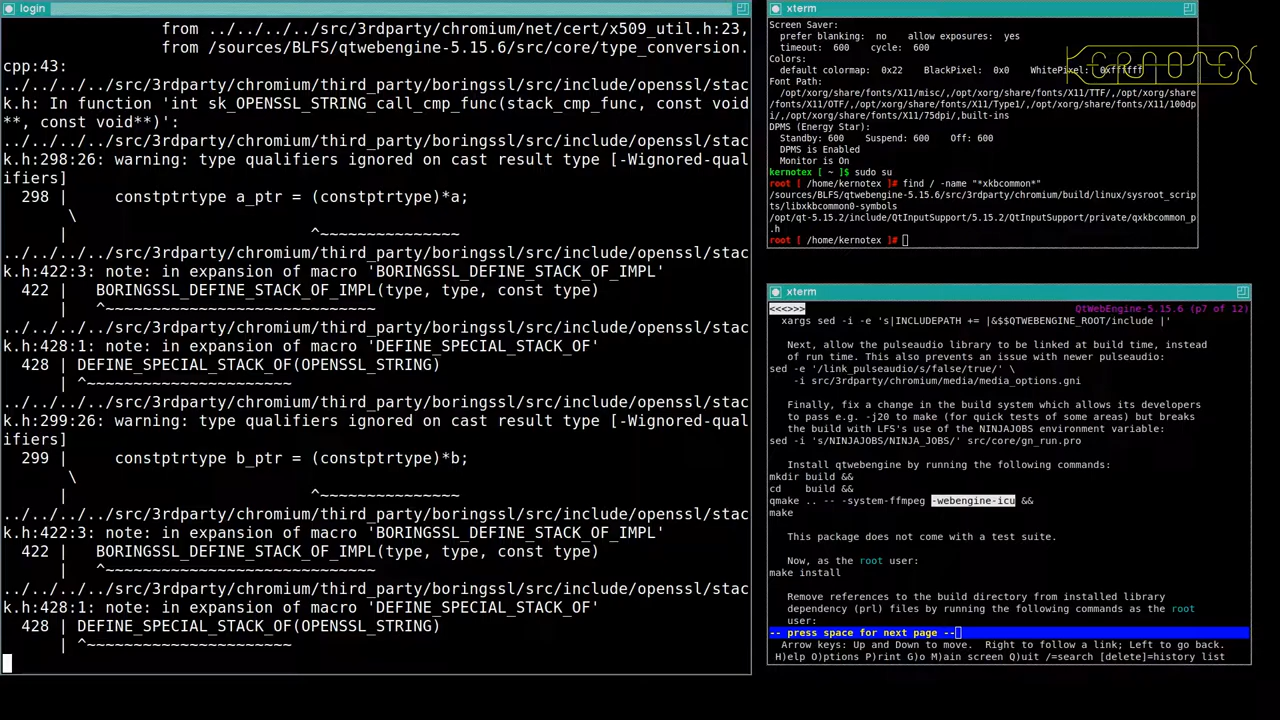 login
from ../../../../src/3rdparty/chromium/net/cert/x509_util.h:23,
from /sources/BLFS/qtwebengine-5.15.6/src/core/type_conversion.
cpp:43:
../../../../src/3rdparty/chromium/third_party/boringssl/src/include/openssl/stac
k.h: In function 'int sk_OPENSSL_STRING_call_cmp_func(stack_cmp_func, const void
**, const void**)':
../../../../src/3rdparty/chromium/third_party/boringssl/src/include/openssl/stac
k.h:298:26: warning: type qualifiers ignored on cast result type [-Wignored-qual
ifiers]
298 |     constptrtype a_ptr = (constptrtype)*a;
\
|                          ^~~~~~~~~~~~~~~~
../../../../src/3rdparty/chromium/third_party/boringssl/src/include/openssl/stac
k.h:422:3: note: in expansion of macro 'BORINGSSL_DEFINE_STACK_OF_IMPL'
422 |   BORINGSSL_DEFINE_STACK_OF_IMPL(type, type, const type)
|   ^~~~~~~~~~~~~~~~~~~~~~~~~~~~~~
../../../../src/3rdparty/chromium/third_party/boringssl/src/include/openssl/stac
k.h:428:1: note: in expansion of macro 'DEFINE_SPECIAL_STACK_OF'
428 | DEFINE_SPECIAL_STACK_OF(OPENSSL_STRING)
| ^~~~~~~~~~~~~~~~~~~~~~~
../../../../src/3rdparty/chromium/third_party/boringssl/src/include/openssl/stac
k.h:299:26: warning: type qualifiers ignored on cast result type [-Wignored-qual
ifiers]
299 |     constptrtype b_ptr = (constptrtype)*b;
\
|                          ^~~~~~~~~~~~~~~~
../../../../src/3rdparty/chromium/third_party/boringssl/src/include/openssl/stac
k.h:422:3: note: in expansion of macro 'BORINGSSL_DEFINE_STACK_OF_IMPL'
422 |   BORINGSSL_DEFINE_STACK_OF_IMPL(type, type, const type)
|   ^~~~~~~~~~~~~~~~~~~~~~~~~~~~~~
../../../../src/3rdparty/chromium/third_party/boringssl/src/include/openssl/stac
k.h:428:1: note: in expansion of macro 'DEFINE_SPECIAL_STACK_OF'
428 | DEFINE_SPECIAL_STACK_OF(OPENSSL_STRING)
| ^~~~~~~~~~~~~~~~~~~~~~~
xterm
Screen Saver:
prefer blanking:  no    allow exposures:  yes
timeout:  600    cycle:  600
Colors:
default colormap:  0x22    BlackPixel:  0x0    WhitePixel:  0xffffff
Font Path:
/opt/xorg/share/fonts/X11/misc/,/opt/xorg/share/fonts/X11/TTF/,/opt/xorg/share
/fonts/X11/OTF/,/opt/xorg/share/fonts/X11/Type1/,/opt/xorg/share/fonts/X11/100dp
i/,/opt/xorg/share/fonts/X11/75dpi/,built-ins
DPMS (Energy Star):
Standby: 600    Suspend: 600    Off: 600
DPMS is Enabled
Monitor is On
kernotex [ ~ ]$ sudo su
root [ /home/kernotex ]# find / -name "*xkbcommon*"
/sources/BLFS/qtwebengine-5.15.6/src/3rdparty/chromium/build/linux/sysroot_scrip
ts/libxkbcommon0-symbols
/opt/qt-5.15.2/include/QtInputSupport/5.15.2/QtInputSupport/private/qxkbcommon_p
.h
root [ /home/kernotex ]#
KERNOTEX
xterm
<<<>>> QtWebEngine-5.15.6 (p7 of 12)
xargs sed -i -e 's|INCLUDEPATH += |&$$QTWEBENGINE_ROOT/include |'
Next, allow the pulseaudio library to be linked at build time, instead
of run time. This also prevents an issue with newer pulseaudio:
sed -e '/link_pulseaudio/s/false/true/' \
-i src/3rdparty/chromium/media/media_options.gni
Finally, fix a change in the build system which allows its developers
to pass e.g. -j20 to make (for quick tests of some areas) but breaks
the build with LFS's use of the NINJAJOBS environment variable:
sed -i 's/NINJAJOBS/NINJA_JOBS/' src/core/gn_run.pro
Install qtwebengine by running the following commands:
mkdir build &&
cd    build &&
qmake .. -- -system-ffmpeg -webengine-icu &&
make
This package does not come with a test suite.
Now, as the root user:
make install
Remove references to the build directory from installed library
dependency (prl) files by running the following commands as the root
user:
-- press space for next page --
Arrow keys: Up and Down to move.  Right to follow a link; Left to go back.
H)elp O)ptions P)rint G)o M)ain screen Q)uit /=search [delete]=history list